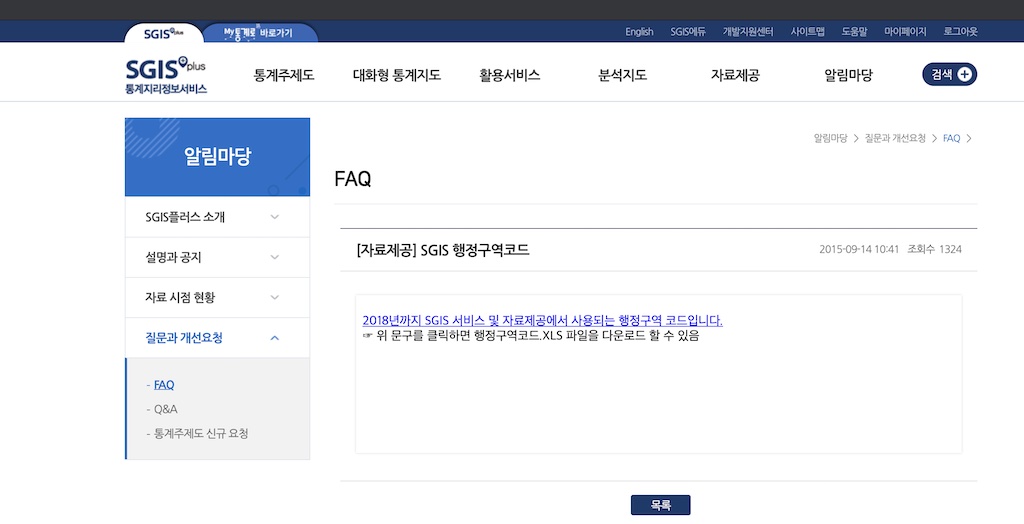 SGIS plus
My통계로 바로가기
English SGIS에듀 개발지원센터 사이트맵 도움말 마이페이지 로그아웃
SGIS plus
통계지리정보서비스
통계주제도 대화형 통계지도 활용서비스 분석지도 자료제공 알림마당 검색
알림마당
SGIS플러스 소개
설명과 공지
자료 시점 현황
질문과 개선요청
- FAQ
- Q&A
- 통계주제도 신규 요청
알림마당 > 질문과 개선요청 > FAQ >
FAQ
[자료제공] SGIS 행정구역코드 2015-09-14 10:41 조회수 1324
2018년까지 SGIS 서비스 및 자료제공에서 사용되는 행정구역 코드입니다.
☞ 위 문구를 클릭하면 행정구역코드.XLS 파일을 다운로드 할 수 있음
목록